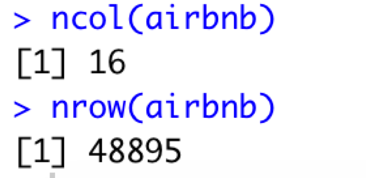 > ncol(airbnb)
[1] 16
> nrow(airbnb)
[1] 48895